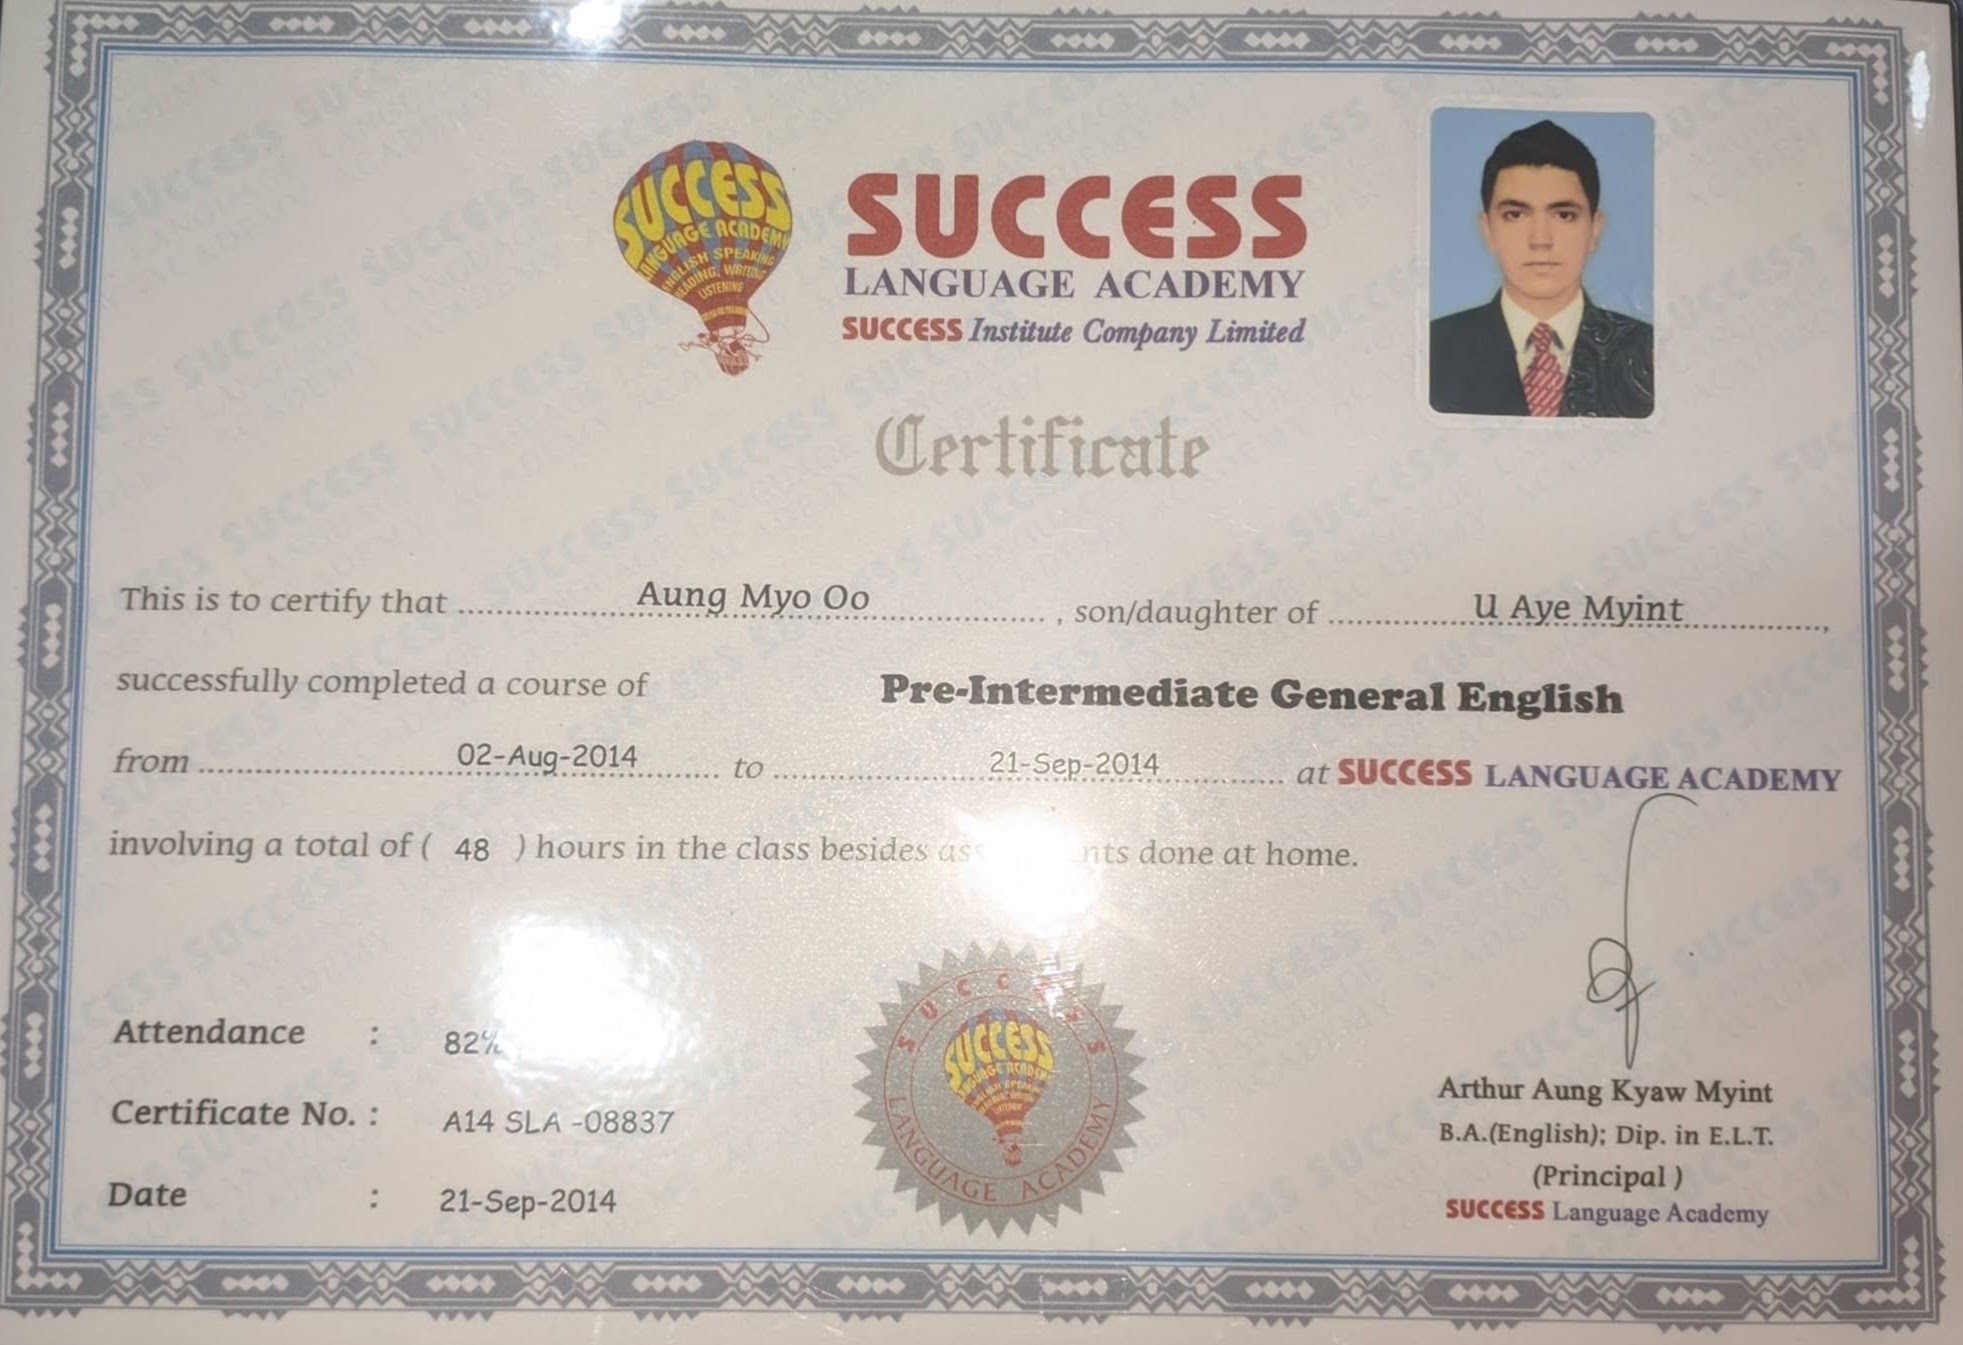 SUCCESS
LANGUAGE ACADEMY
ENGLISH SPEAKING
READING, WRITING
LISTENING
SUCCESS
LANGUAGE ACADEMY
SUCCESS Institute Company Limited
Certificate
This is to certify that Aung Myo Oo, son/daughter of U Aye Myint,
successfully completed a course of Pre-Intermediate General English
from 02-Aug-2014 to 21-Sep-2014 at SUCCESS LANGUAGE ACADEMY
involving a total of ( 48 ) hours in the class besides done at home.
Attendance : 82%
Certificate No. : A14 SLA -08837
Date : 21-Sep-2014
SUCCESS
LANGUAGE ACADEMY
SUCCESS
Arthur Aung Kyaw Myint
B.A.(English); Dip. in E.L.T.
(Principal )
SUCCESS Language Academy